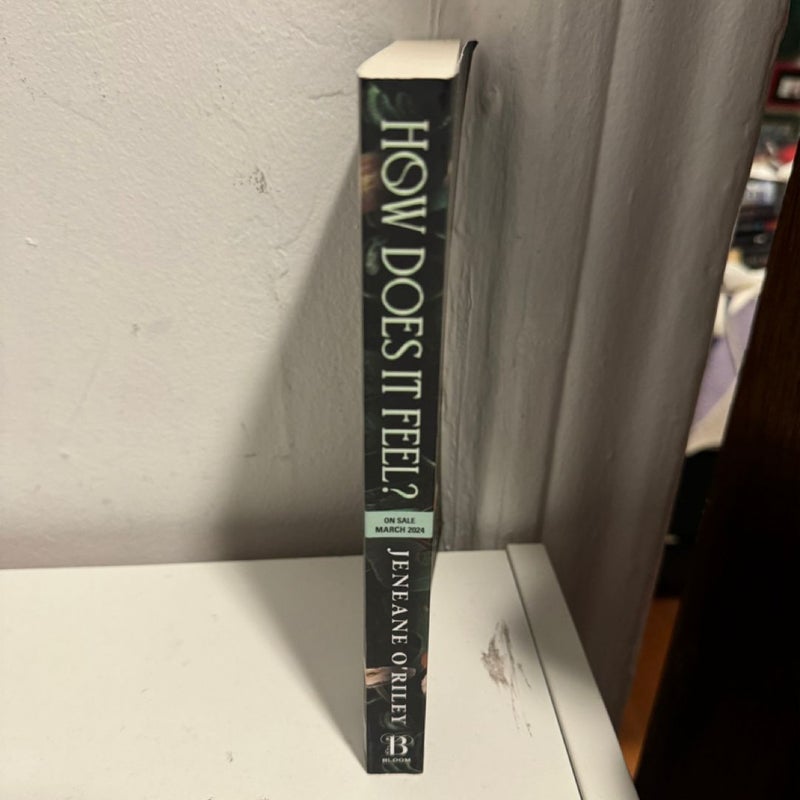 HOW DOES IT FEEL?
ON SALE
MARCH 2024
JENEANE O'RILEY
B
BLOOM